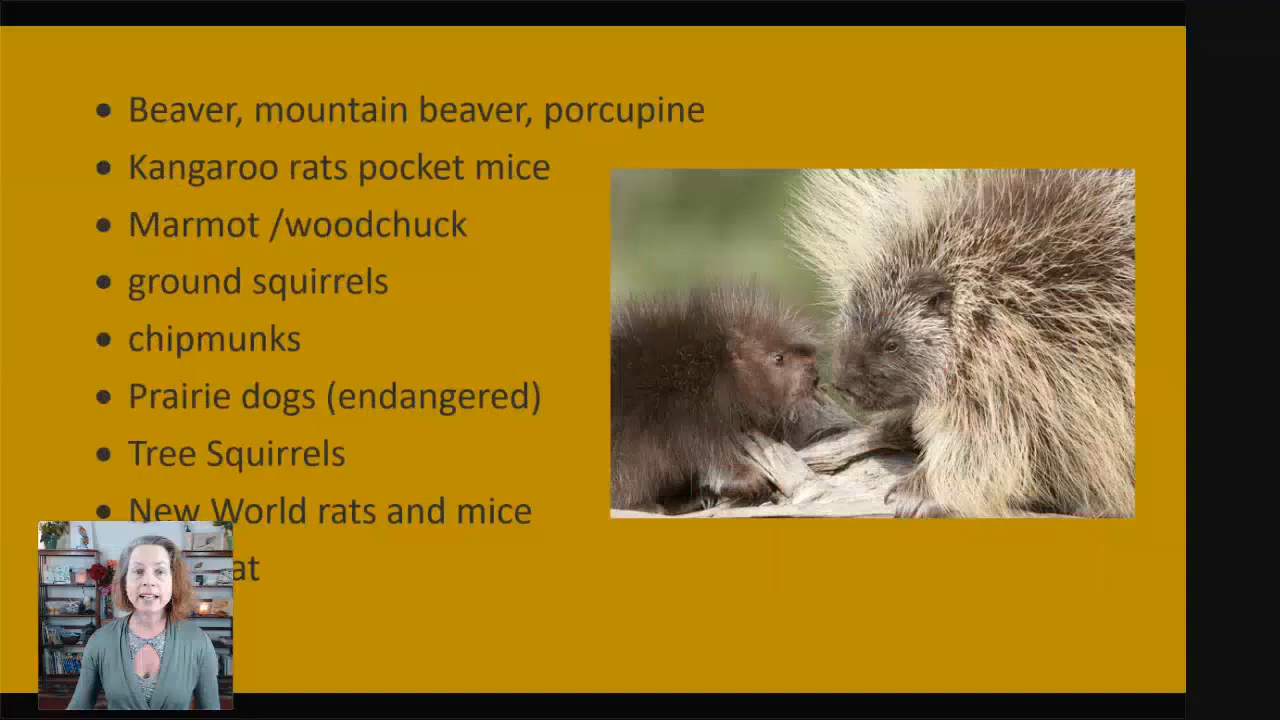 Beaver, mountain beaver, porcupine
Kangaroo rats pocket mice
Marmot /woodchuck
ground squirrels
chipmunks
Prairie dogs (endangered)
Tree Squirrels
New World rats and mice